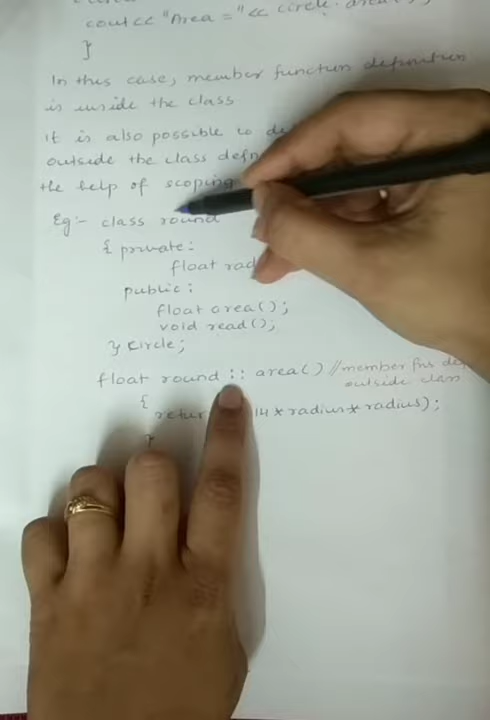 cout<< "Area ="<< circle.
}
In this case, member function definition
is inside the class
It is also possible to
outside the class
the help of scoping
Eg:- class round
{ private:
float
public:
float area();
void read();
} circle;
float round :: area() //member fns
outside class
{
14 * radius * radius);
}